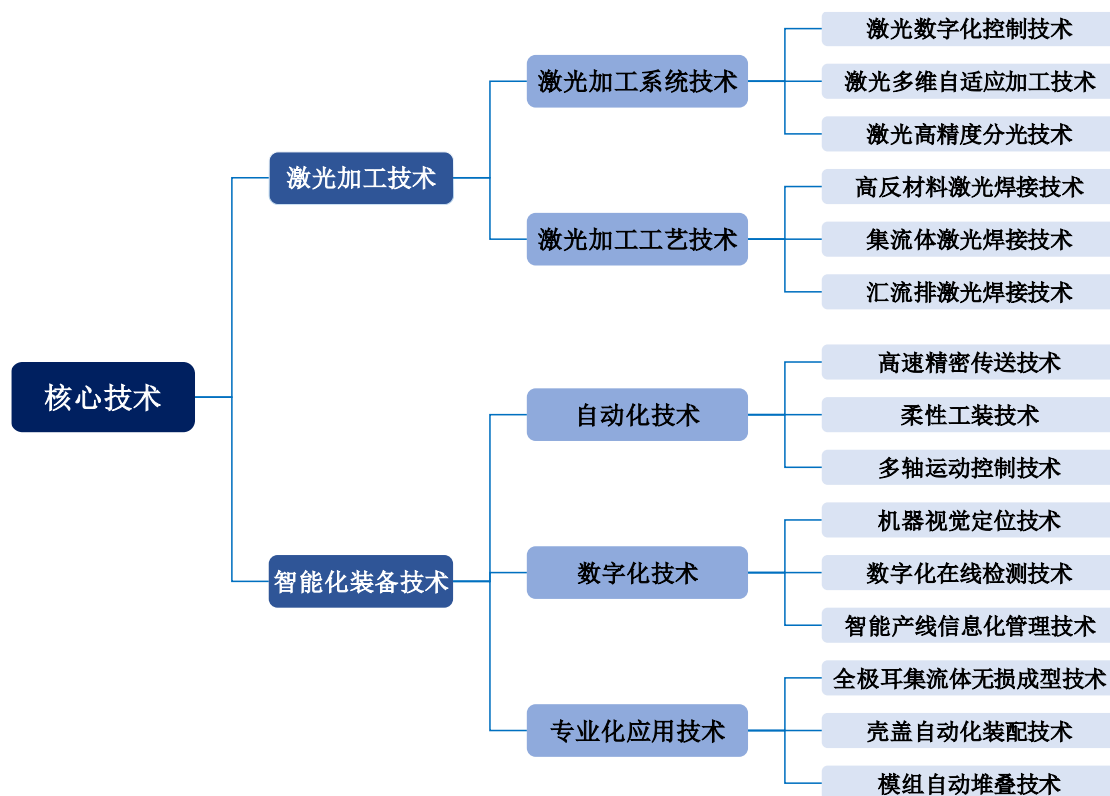 核心技术
激光加工技术
激光加工系统技术
激光数字化控制技术
激光多维自适应加工技术
激光高精度分光技术
激光加工工艺技术
高反材料激光焊接技术
集流体激光焊接技术
汇流排激光焊接技术
智能化装备技术
自动化技术
高速精密传送技术
柔性工装技术
多轴运动控制技术
数字化技术
机器视觉定位技术
数字化在线检测技术
智能产线信息化管理技术
专业化应用技术
全极耳集流体无损成型技术
壳盖自动化装配技术
模组自动堆叠技术